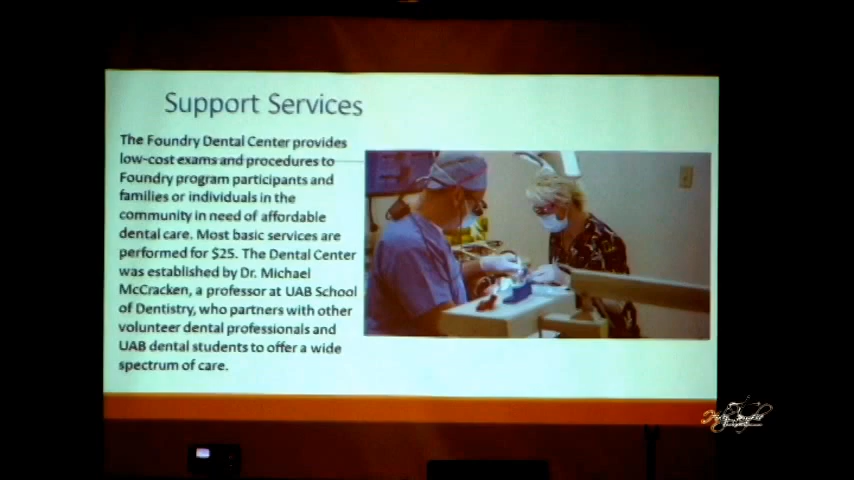 Support Services
The Foundry Dental Center provides
low-cost exams and procedures to
Foundry program participants and
families or individuals in the
community in need of affordable
dental care. Most basic services are
performed for $25. The Dental Center
was established by Dr. Michael
McCracken, a professor at UAB School
of Dentistry, who partners with other
volunteer dental professionals and
UAB dental students to offer a wide
spectrum of care.